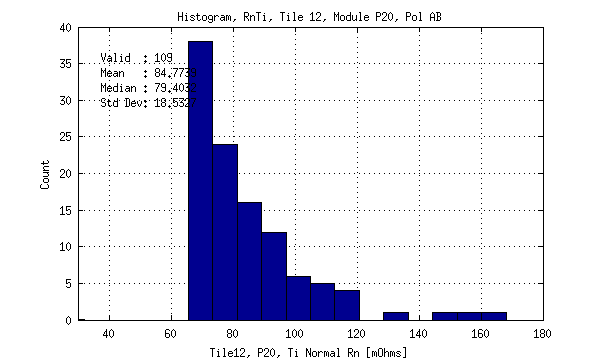 Histogram, RnTi, Tile 12, Module P20, Pol AB
40
35
30
25
20
15
10
5
0
Valid : 109
Mean : 84.773
Median : 79.403
Std Dev: 18.532
Count
40 60 80 100 120 140 160 180
Tile12, P20, Ti Normal Rn [mOhms]